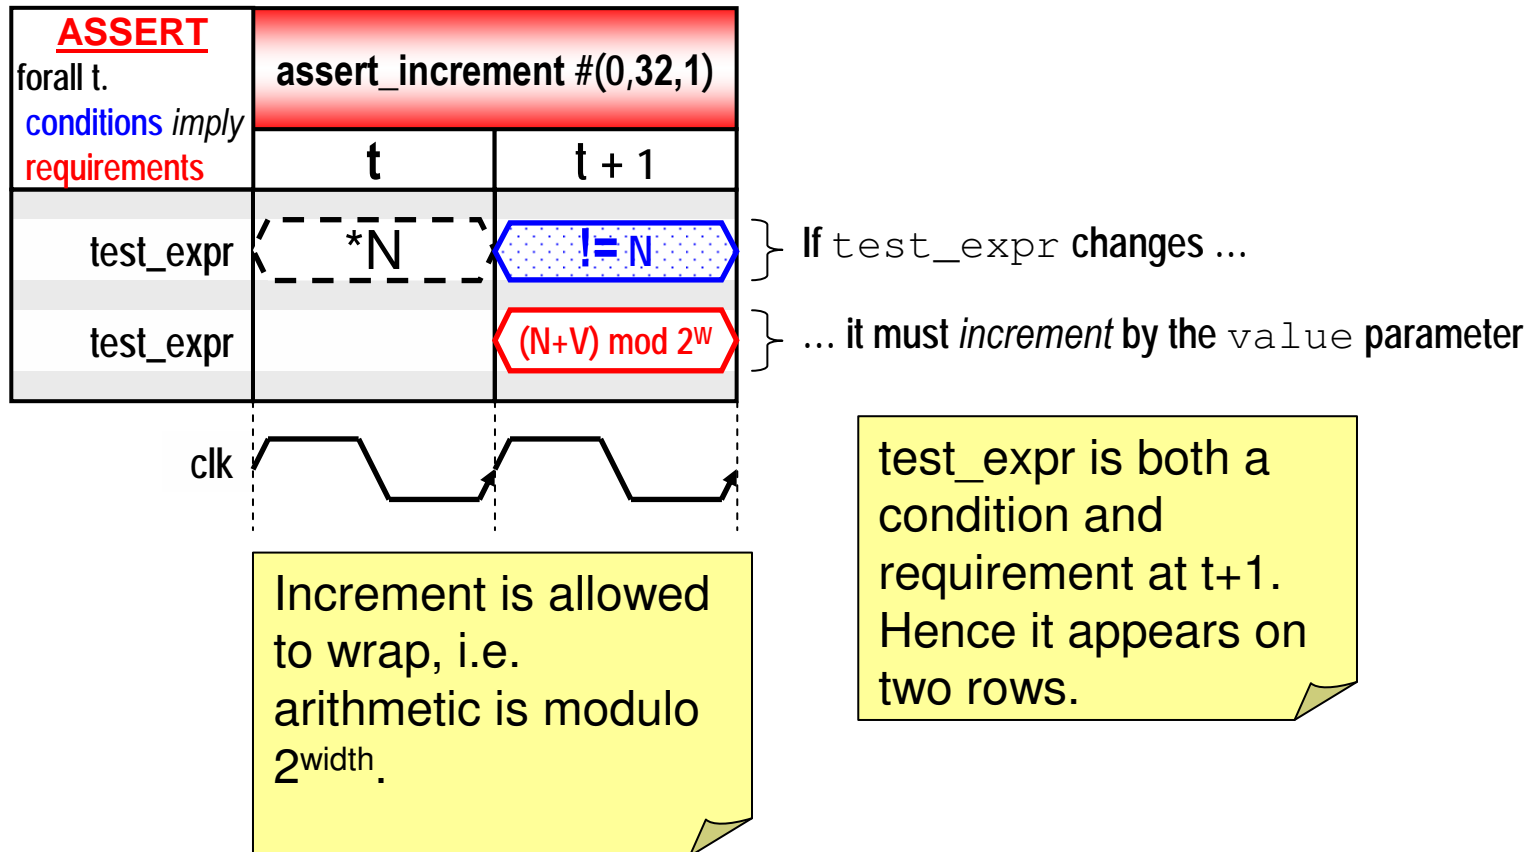 ASSERT
forall t.
conditions imply
requirements
assert_increment #(0,32,1)
t
t + 1
test_expr
*N
!= N
If test_expr changes ...
test_expr
(N+V) mod 2ᵂ
... it must increment by the value parameter
clk
Increment is allowed
to wrap, i.e.
arithmetic is modulo
2ʷⁱᵈᵗʰ.
test_expr is both a
condition and
requirement at t+1.
Hence it appears on
two rows.